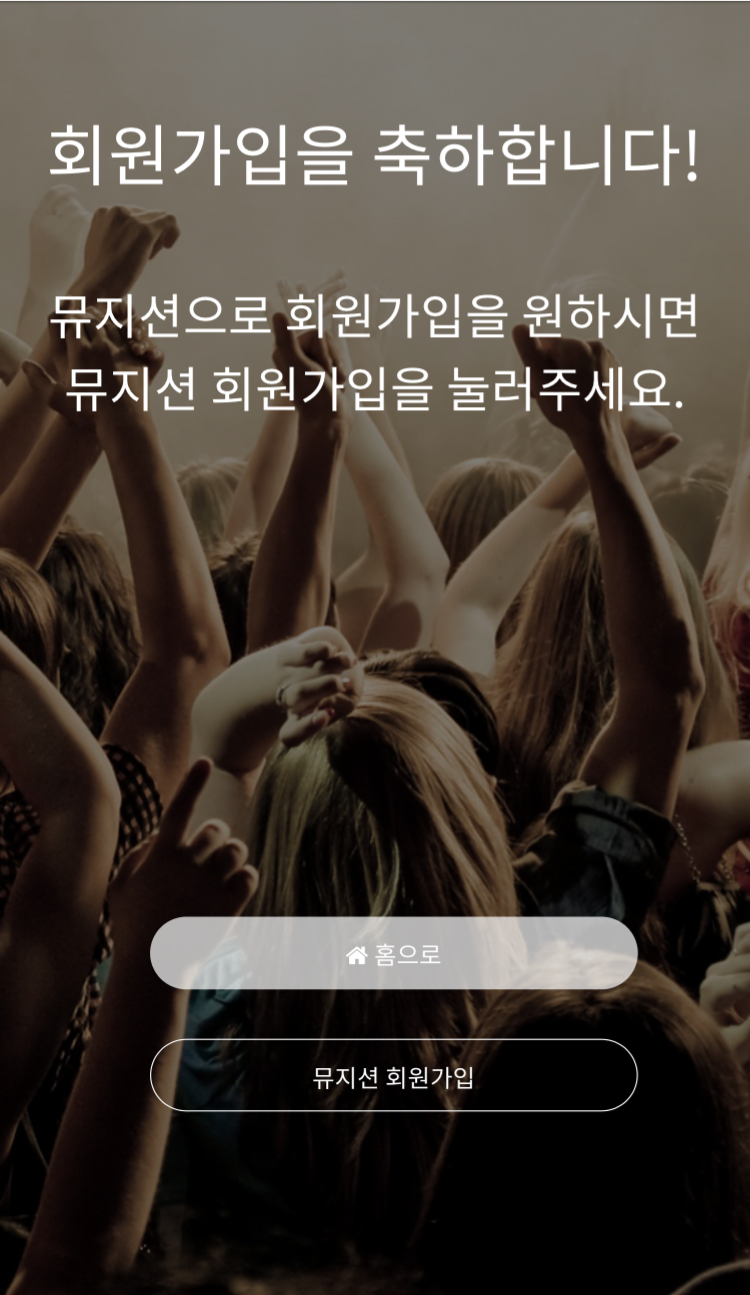 회원가입을 축하합니다!
뮤지션으로 회원가입을 원하시면
뮤지션 회원가입을 눌러주세요.
홈으로
뮤지션 회원가입